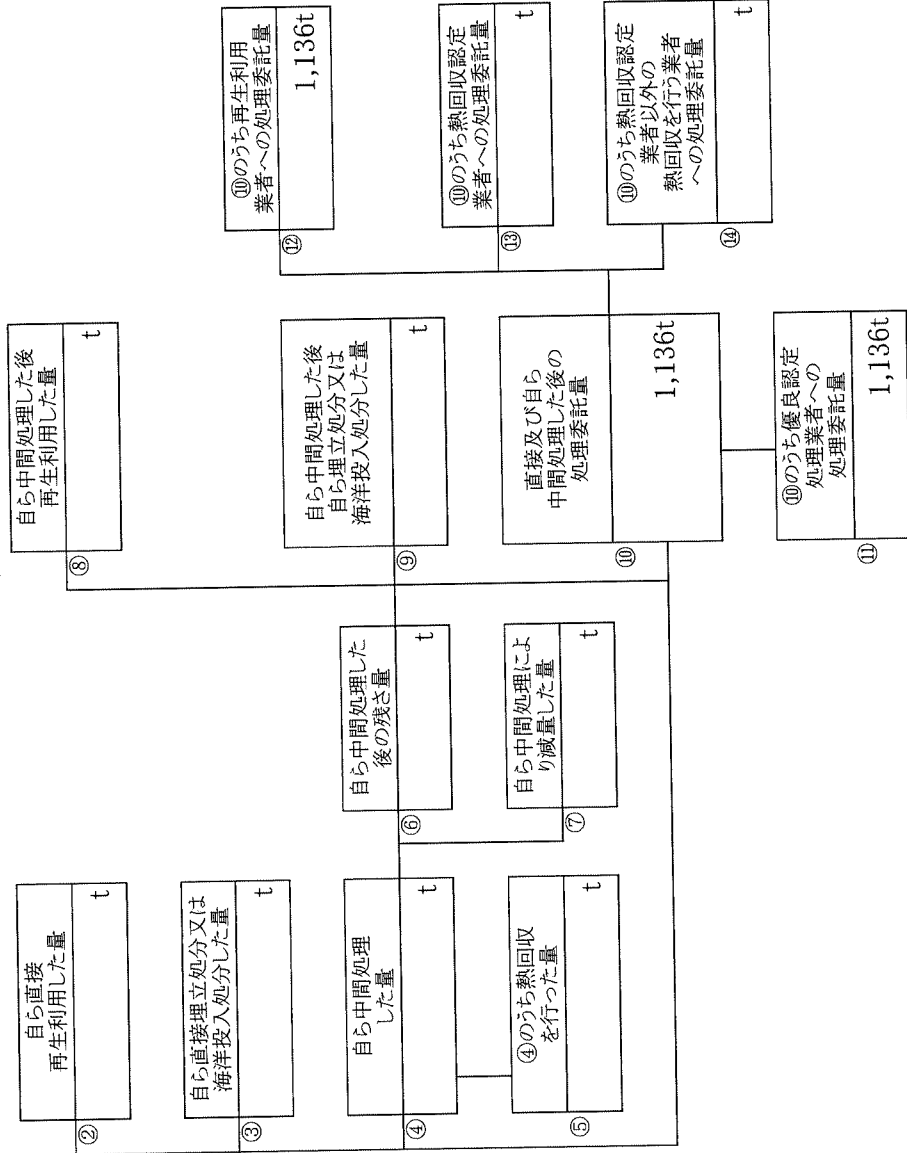 ②
自ら直接
再生利用した量
t
③
自ら直接埋立処分又は
海洋投入処分した量
t
④
自ら中間処理
した量
t
⑤
④のうち熱回収
を行った量
t
⑥
自ら中間処理した
後の残さ量
t
⑦
自ら中間処理によ
り減量した量
t
⑧
自ら中間処理した後
再生利用した量
t
⑨
自ら中間処理した後
自ら埋立処分又は
海洋投入処分した量
t
⑩
直接及び自ら
中間処理した後の
処理委託量
1,136t
⑪
⑩のうち優良認定
処理業者への
処理委託量
1,136t
⑫
⑩のうち再生利用
業者への処理委託量
1,136t
⑬
⑩のうち熱回収認定
業者への処理委託量
t
⑭
⑩のうち熱回収認定
業者以外の
熱回収を行う業者
への処理委託量
t